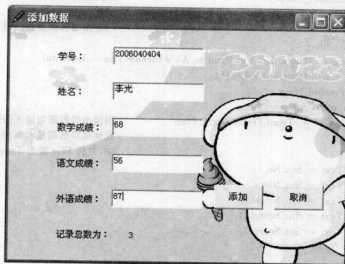 添加数据
PANSS
学号： 2006040404
姓名： 李光
数学成绩： 68
语文成绩： 56
外语成绩： 87
添加 取消
记录总数为： 3